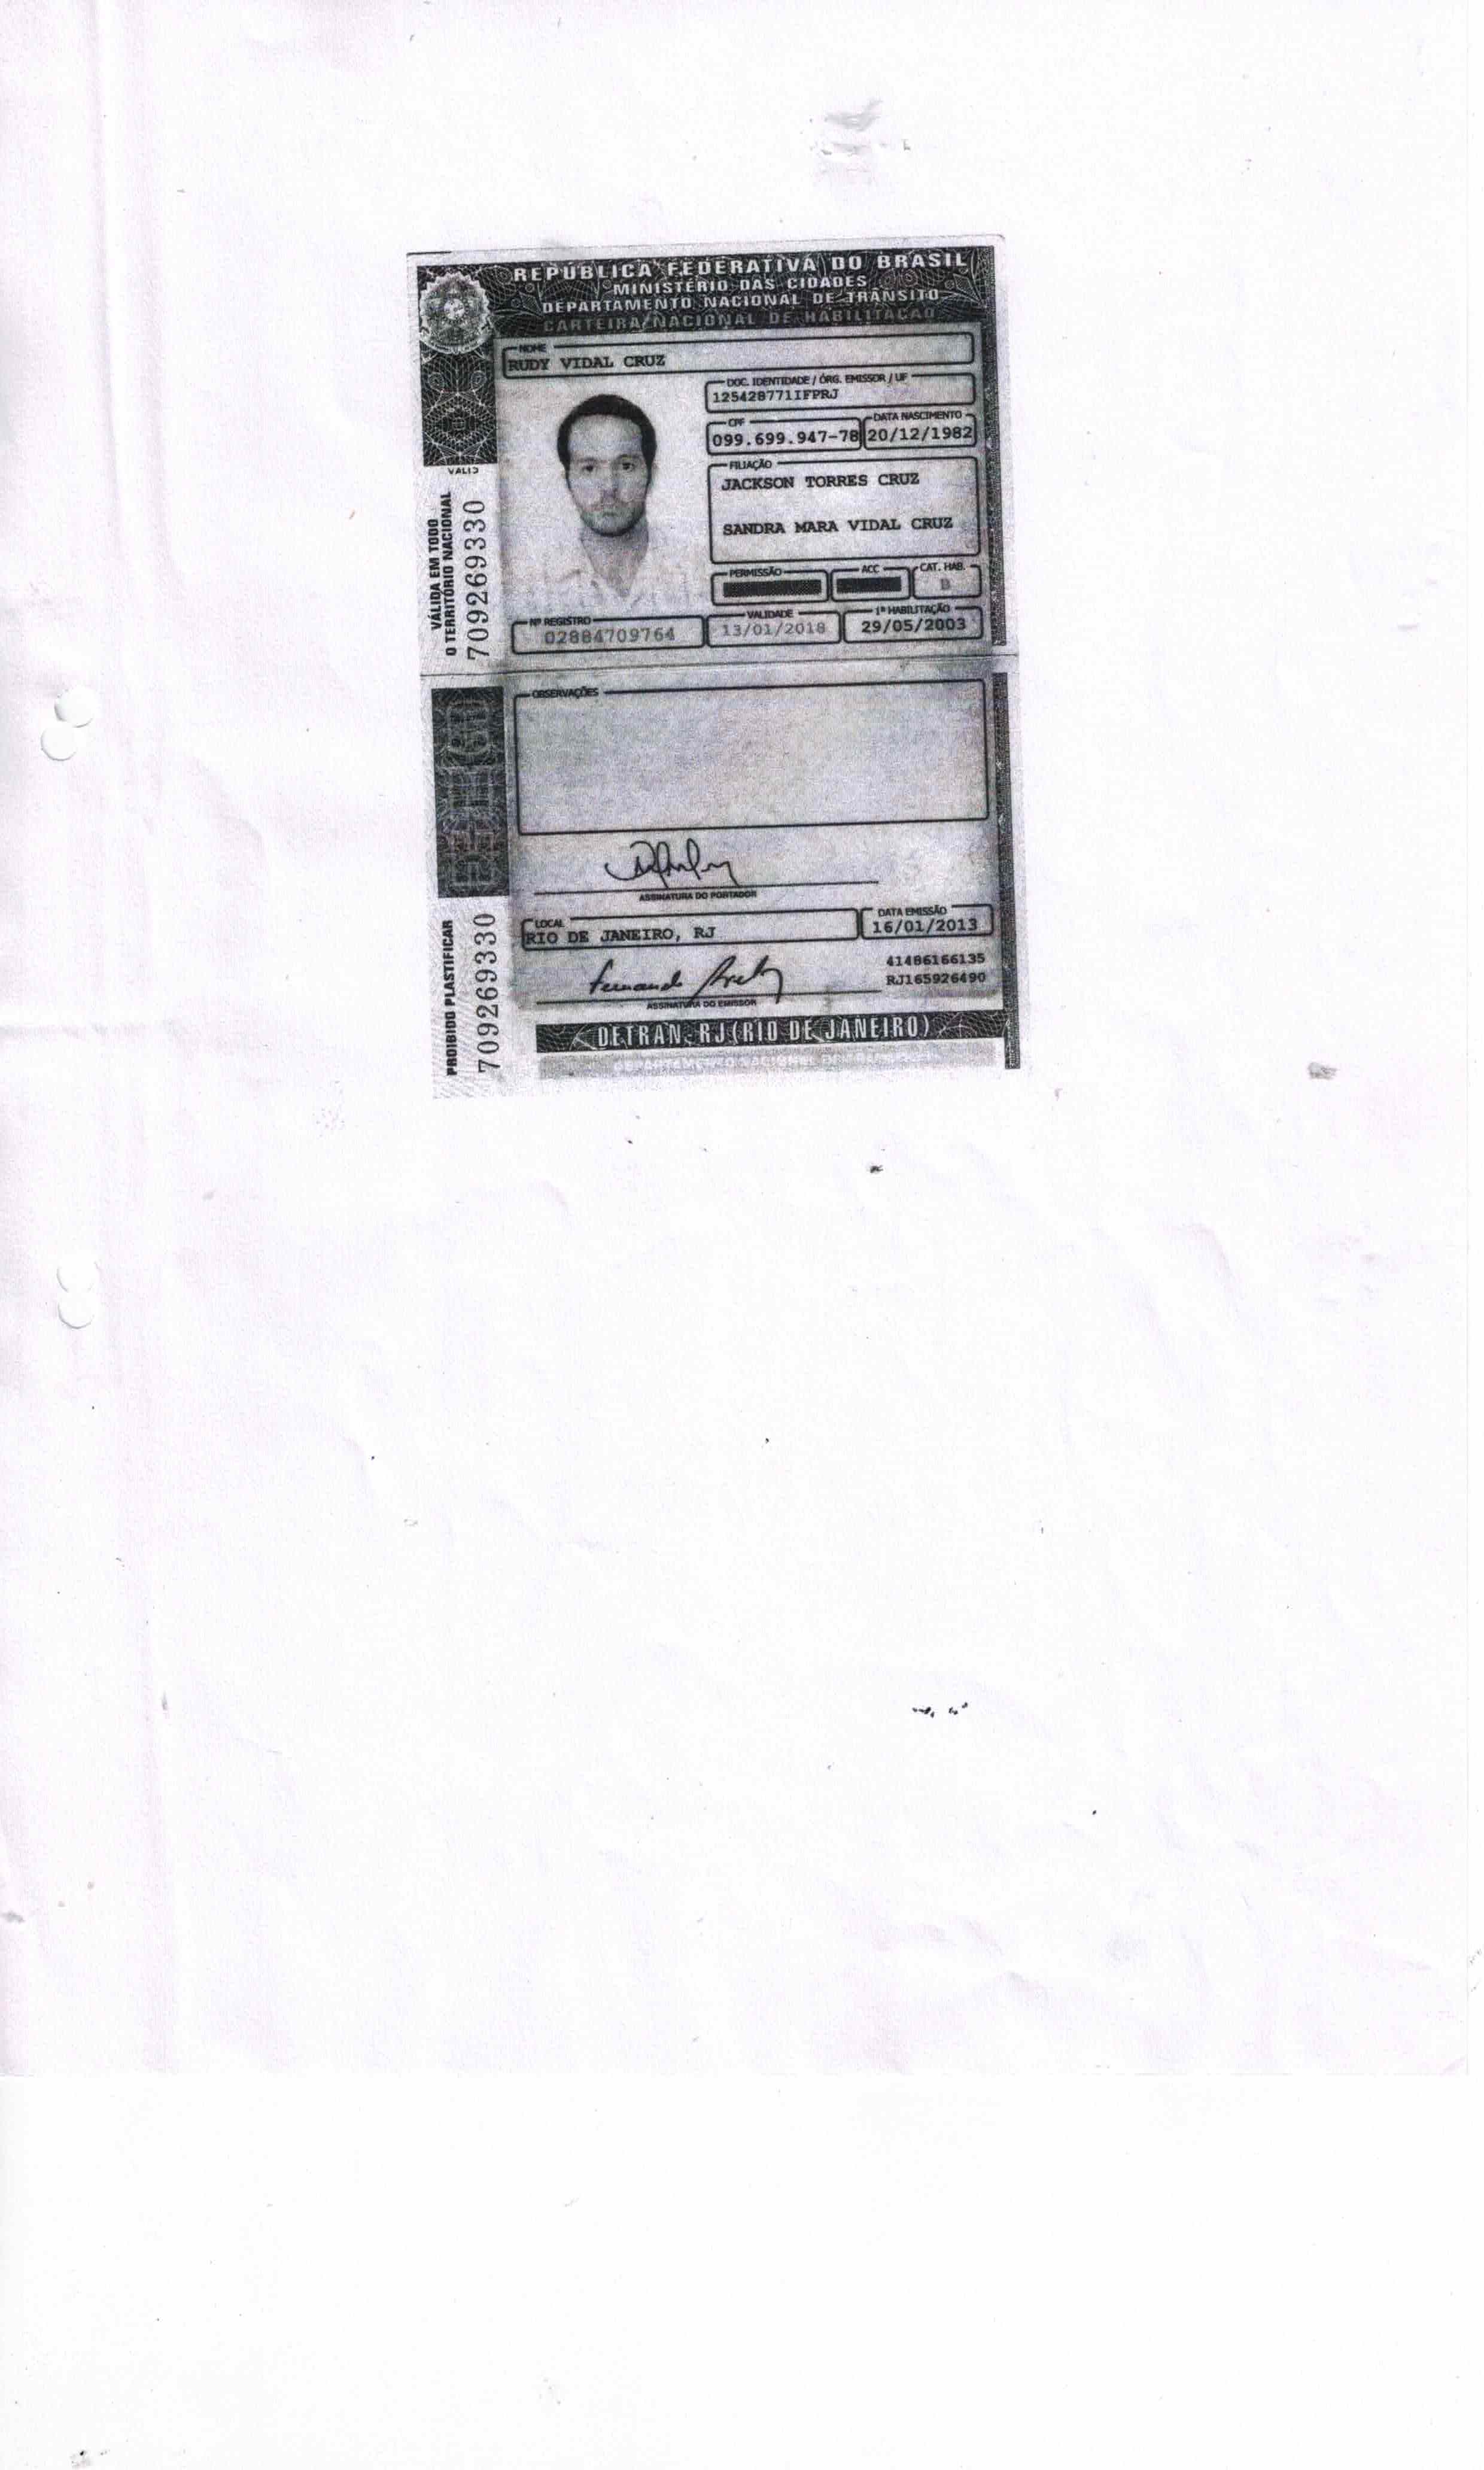 REPÚBLICA FEDERATIVA DO BRASIL
MINISTÉRIO DAS CIDADES
DEPARTAMENTO NACIONAL DE TRÂNSITO
CARTEIRA NACIONAL DE HABILITAÇÃO
NOME
RUDY VIDAL CRUZ
DOC. IDENTIDADE / ÓRG. EMISSOR / UF
125428771IFPRJ
CPF
099.699.947-78
DATA NASCIMENTO
20/12/1982
FILIAÇÃO
JACKSON TORRES CRUZ
SANDRA MARA VIDAL CRUZ
PERMISSÃO
ACC
CAT. HAB.
B
Nº REGISTRO
02884709764
VALIDADE
13/01/2018
1ª HABILITAÇÃO
29/05/2003
VÁLIDA EM TODO
O TERRITÓRIO NACIONAL
709269330
OBSERVAÇÕES
ASSINATURA DO PORTADOR
LOCAL
RIO DE JANEIRO, RJ
DATA EMISSÃO
16/01/2013
41486166135
RJ165926490
ASSINATURA DO EMISSOR
DETRAN, RJ (RIO DE JANEIRO)
PROIBIDO PLASTIFICAR
709269330